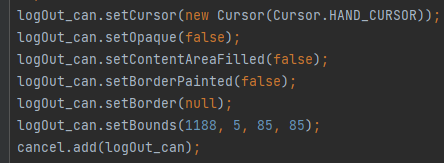 logOut_can.setCursor(new Cursor(Cursor.HAND_CURSOR));
logOut_can.setOpaque(false);
logOut_can.setContentAreaFilled(false);
logOut_can.setBorderPainted(false);
logOut_can.setBorder(null);
logOut_can.setBounds(1188, 5, 85, 85);
cancel.add(logOut_can);